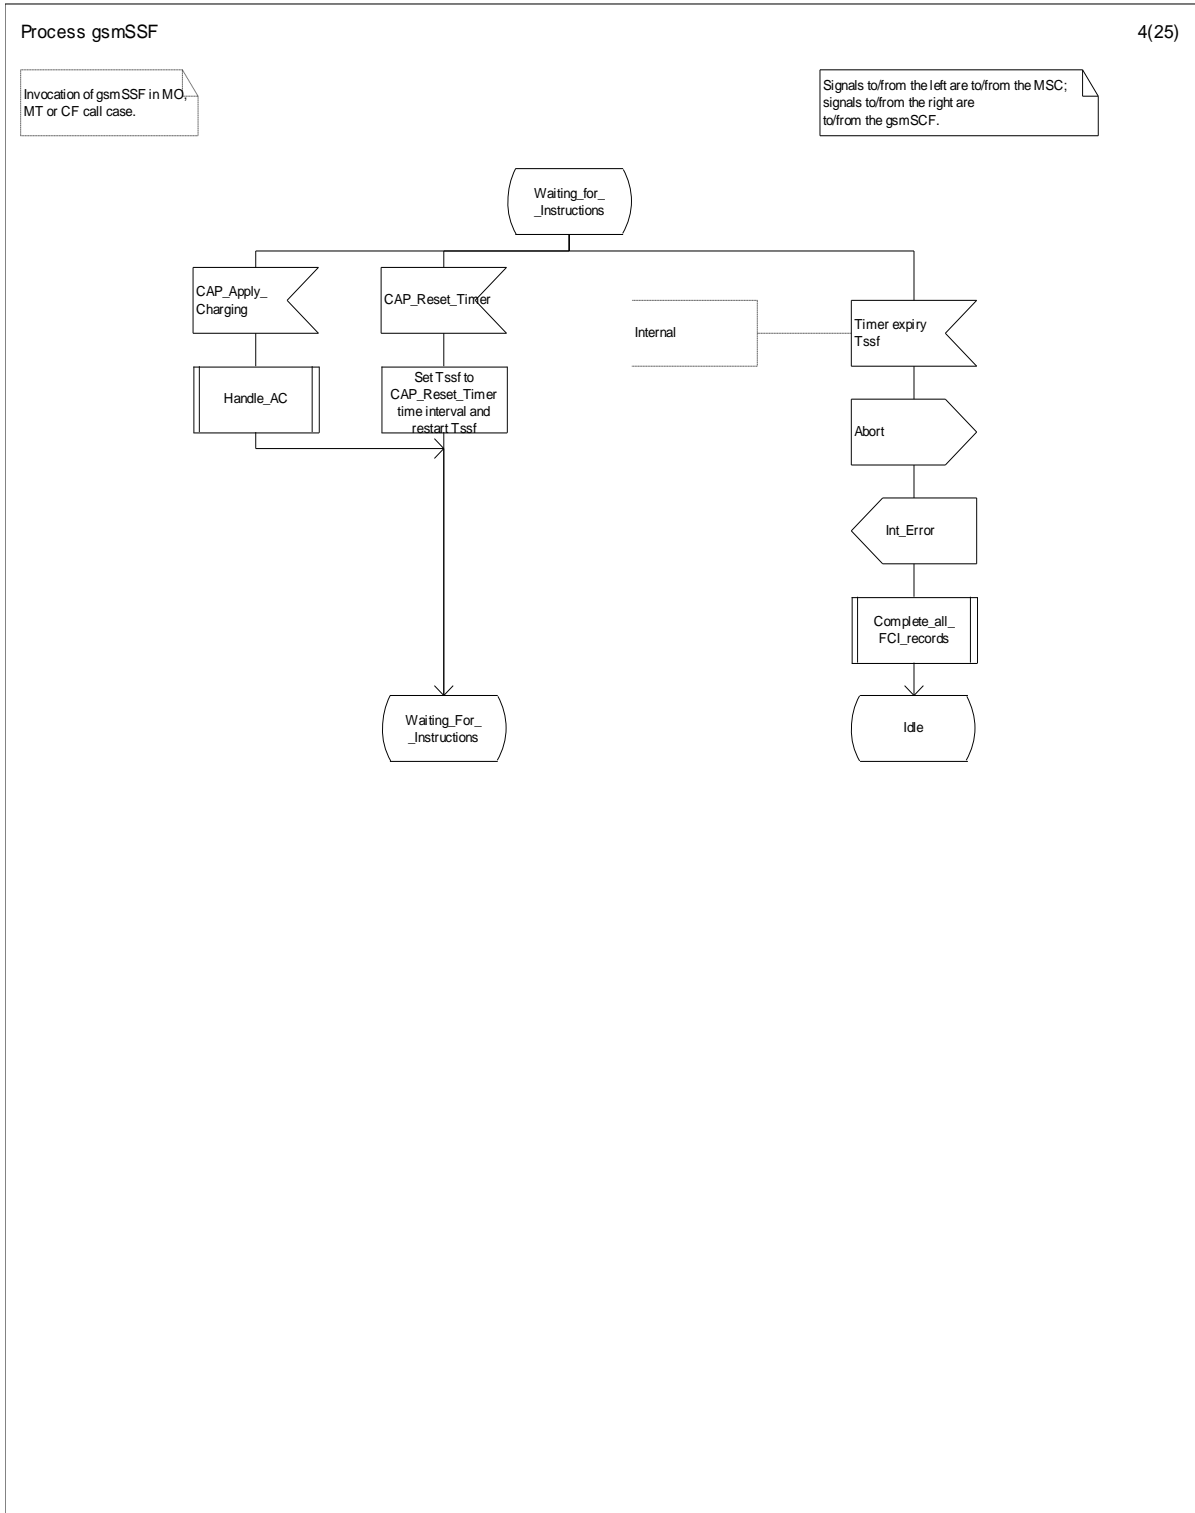 Process gsmSSF
4(25)
Invocation of gsmSSF in MO,
MT or CF call case.
Signals to/from the left are to/from the MSC;
signals to/from the right are
to/from the gsmSCF.
Waiting_for_
_Instructions
CAP_Apply_
Charging
CAP_Reset_Timer
Internal
Timer expiry
Tssf
Handle_AC
Set Tssf to
CAP_Reset_Timer
time interval and
restart Tssf
Abort
Int_Error
Complete_all_
FCI_records
Waiting_For_
_Instructions
Idle